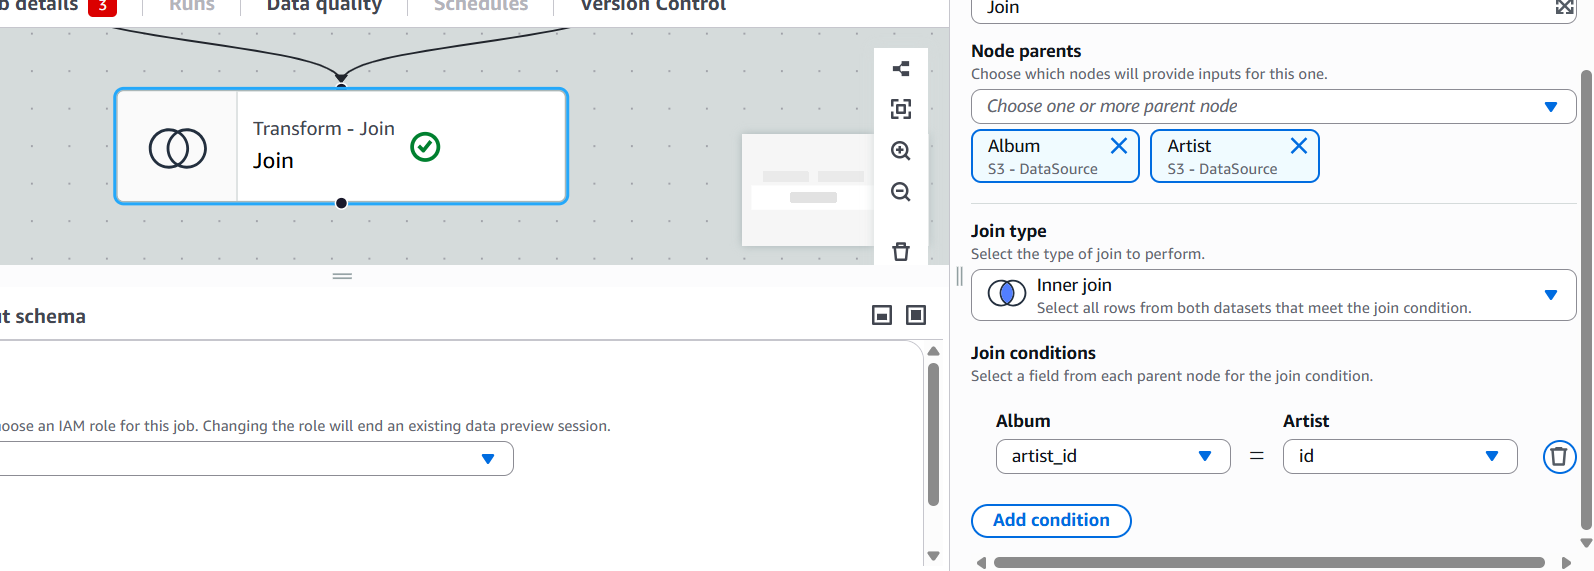 b details 3 Runs Data quality Schedules Version Control
Transform - Join
Join
t schema
oose an IAM role for this job. Changing the role will end an existing data preview session.
Join
Node parents
Choose which nodes will provide inputs for this one.
Choose one or more parent node
Album
S3 - DataSource
Artist
S3 - DataSource
Join type
Select the type of join to perform.
Inner join
Select all rows from both datasets that meet the join condition.
Join conditions
Select a field from each parent node for the join condition.
Album Artist
artist_id = id
Add condition